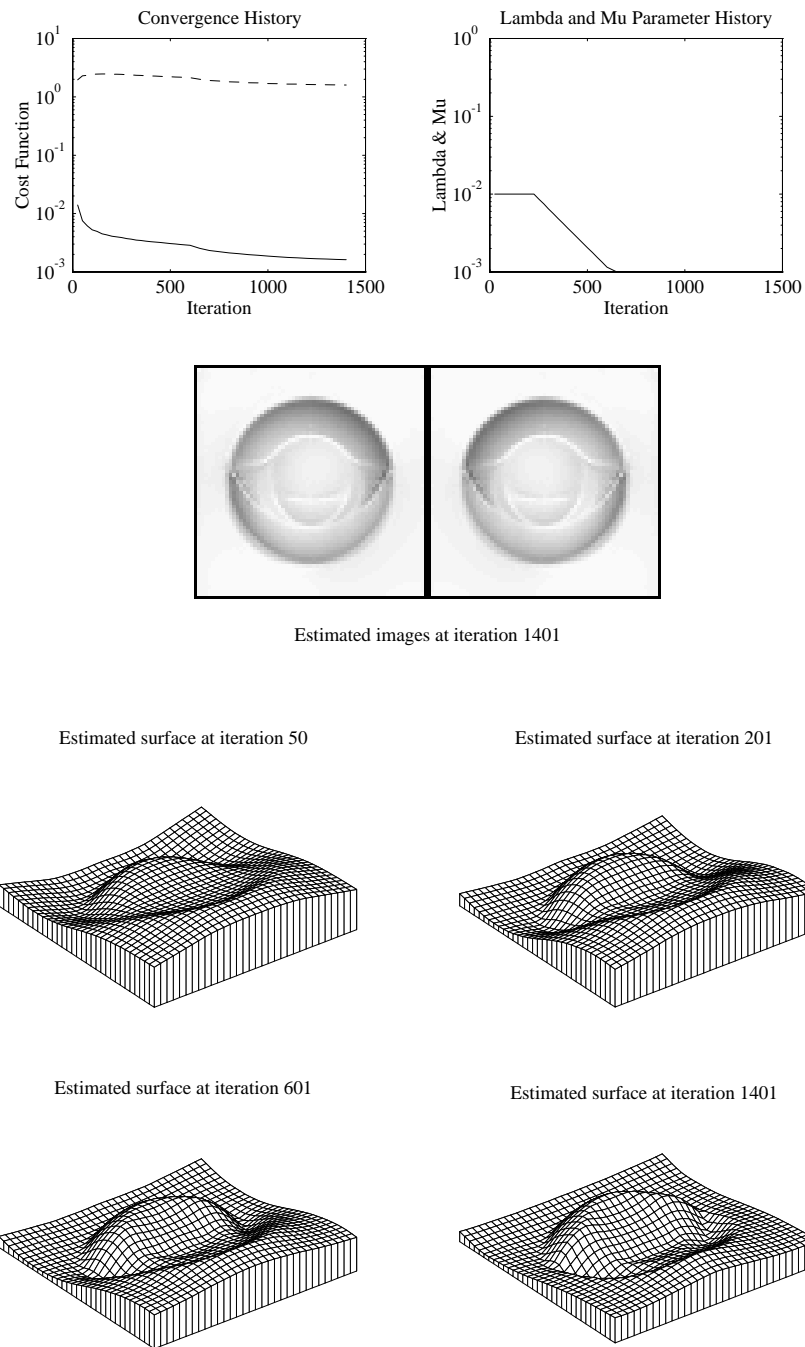 Convergence History
10^1
10^0
10^-1
10^-2
10^-3
Cost Function
0
500
1000
1500
Iteration
Lambda and Mu Parameter History
10^0
10^-1
10^-2
10^-3
Lambda & Mu
0
500
1000
1500
Iteration
Estimated images at iteration 1401
Estimated surface at iteration 50
Estimated surface at iteration 201
Estimated surface at iteration 601
Estimated surface at iteration 1401